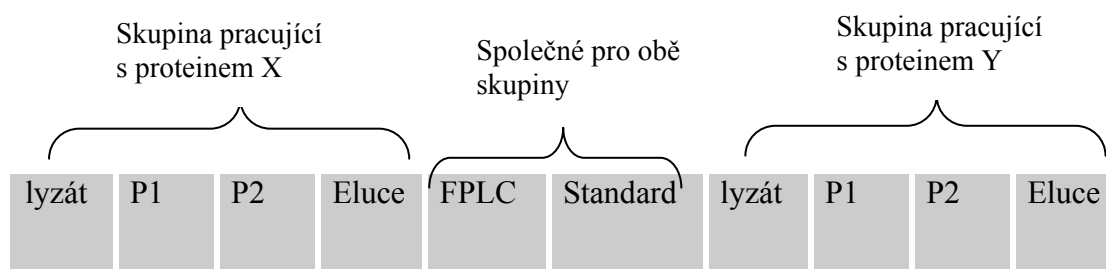 Skupina pracující
s proteinem X
Společné pro obě
skupiny
Skupina pracující
s proteinem Y
lyzát P1 P2 Eluce FPLC Standard lyzát P1 P2 Eluce